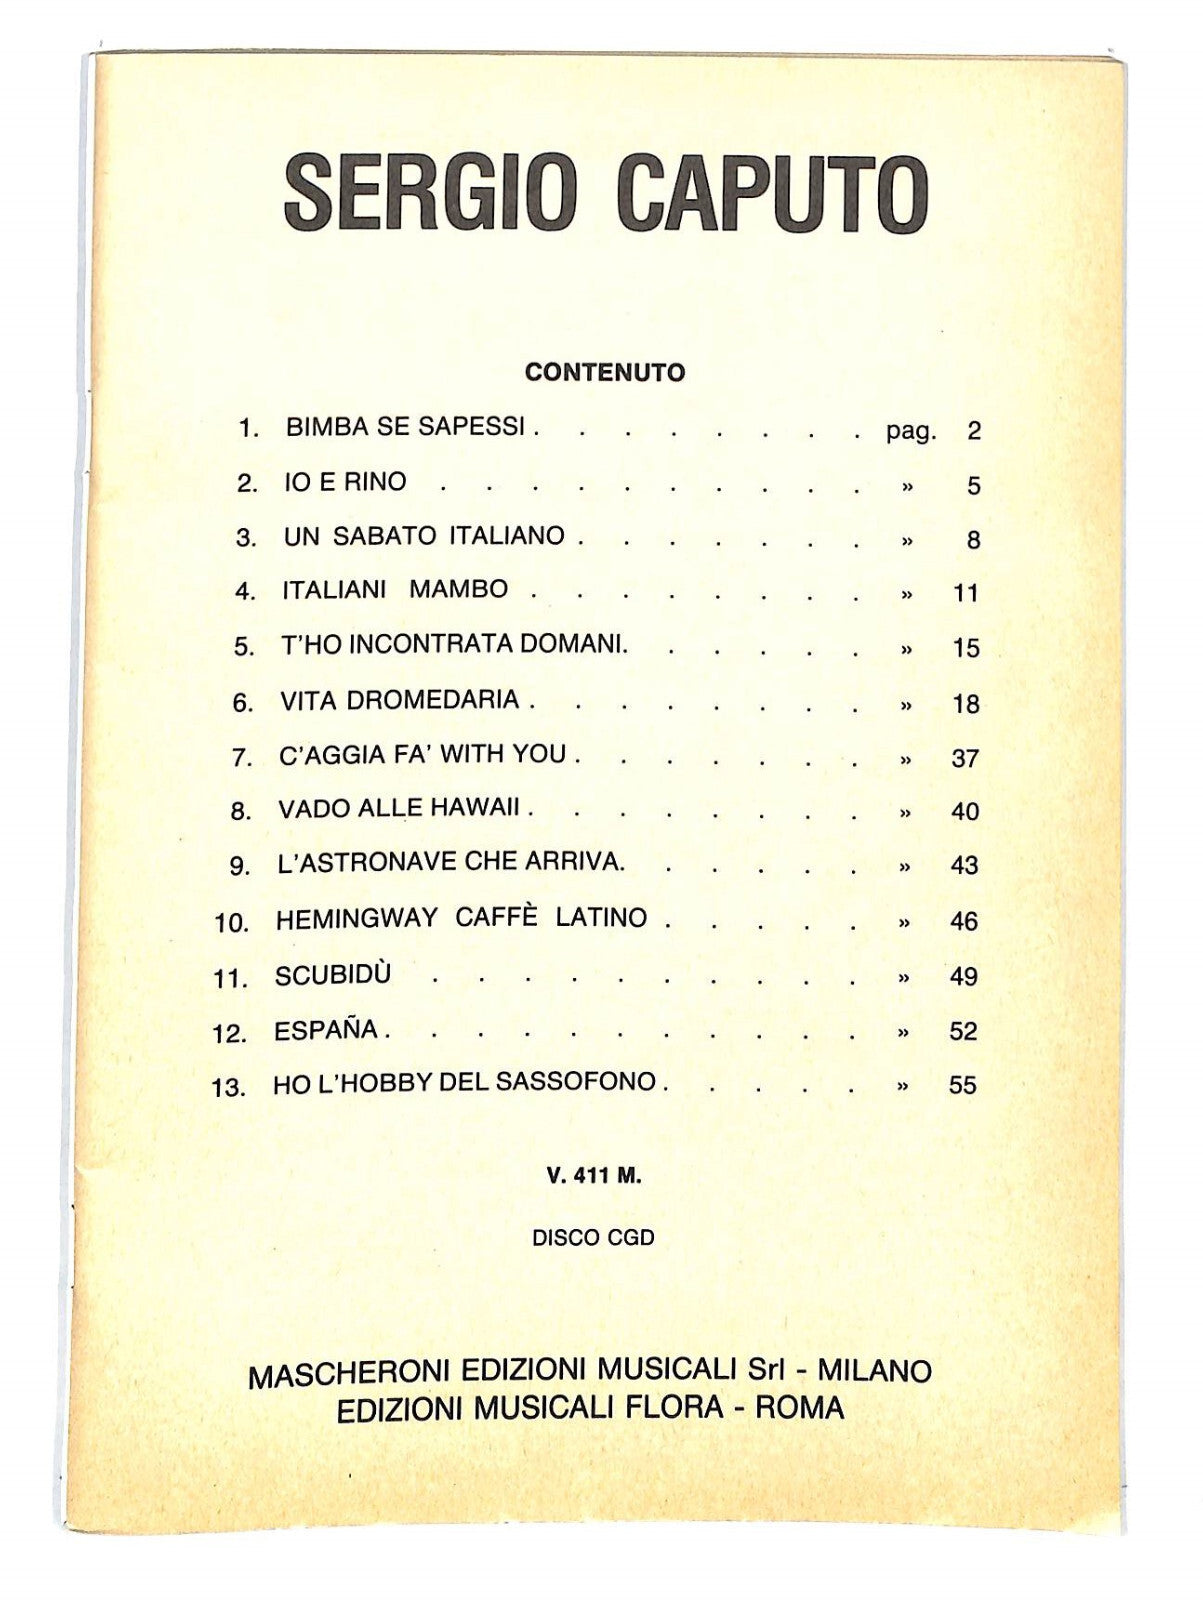 SERGIO CAPUTO
CONTENUTO
1. BIMBA SE SAPESSI . . . . . . . . pag. 2
2. IO E RINO . . . . . . . . . . » 5
3. UN SABATO ITALIANO . . . . . . . » 8
4. ITALIANI MAMBO . . . . . . . . » 11
5. T'HO INCONTRATA DOMANI. . . . . . » 15
6. VITA DROMEDARIA . . . . . . . . » 18
7. C'AGGIA FA' WITH YOU . . . . . . . » 37
8. VADO ALLE HAWAII . . . . . . . . » 40
9. L'ASTRONAVE CHE ARRIVA. . . . . . » 43
10. HEMINGWAY CAFFÈ LATINO . . . . . » 46
11. SCUBIDÙ . . . . . . . . . . » 49
12. ESPAÑA . . . . . . . . . . . » 52
13. HO L'HOBBY DEL SASSOFONO . . . . . » 55
V. 411 M.
DISCO CGD
MASCHERONI EDIZIONI MUSICALI Srl - MILANO
EDIZIONI MUSICALI FLORA - ROMA